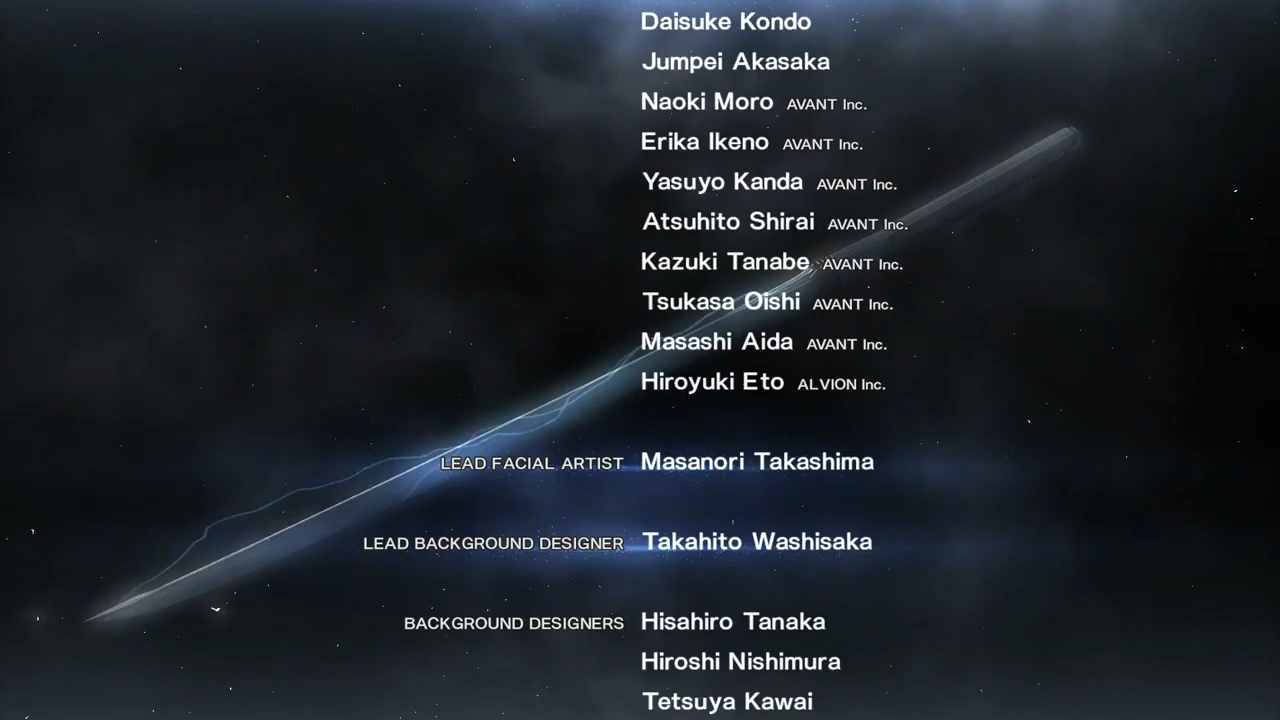 Daisuke Kondo
Jumpei Akasaka
Naoki Moro AVANT Inc.
Erika Ikeno AVANT Inc.
Yasuyo Kanda AVANT Inc.
Atsuhito Shirai AVANT Inc.
Kazuki Tanabe AVANT Inc.
Tsukasa Oishi AVANT Inc.
Masashi Aida AVANT Inc.
Hiroyuki Eto ALVION Inc.
LEAD FACIAL ARTIST Masanori Takashima
LEAD BACKGROUND DESIGNER Takahito Washisaka
BACKGROUND DESIGNERS Hisahiro Tanaka
Hiroshi Nishimura
Tetsuya Kawai